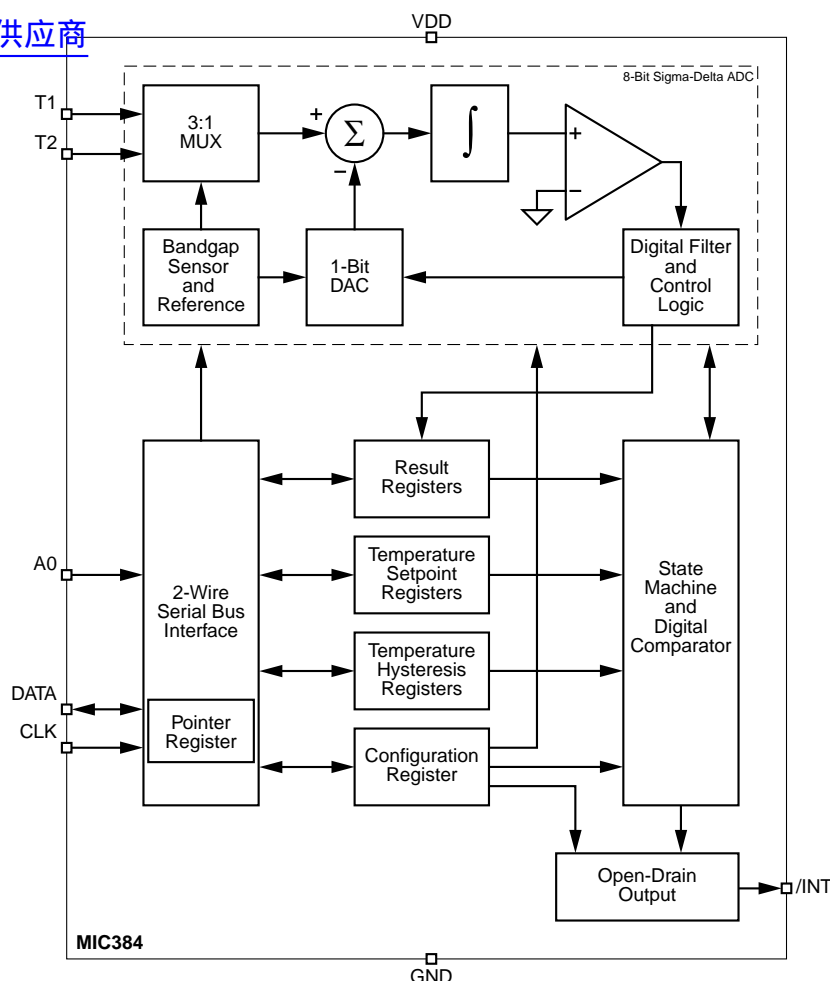 供应商
VDD
8-Bit Sigma-Delta ADC
T1
T2
3:1
MUX
+
Σ
−
∫
+
−
Bandgap
Sensor
and
Reference
1-Bit
DAC
Digital Filter
and
Control
Logic
Result
Registers
A0
2-Wire
Serial Bus
Interface
Temperature
Setpoint
Registers
State
Machine
and
Digital
Comparator
Temperature
Hysteresis
Registers
DATA
CLK
Pointer
Register
Configuration
Register
Open-Drain
Output
/INT
MIC384
GND